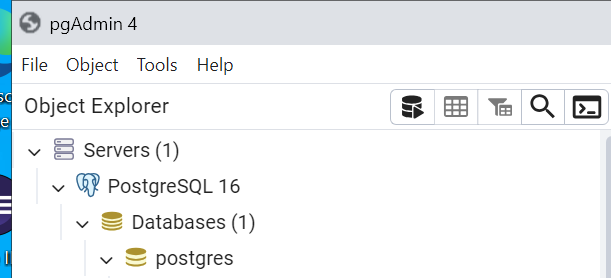 pgAdmin 4
File Object Tools Help
Object Explorer
Servers (1)
PostgreSQL 16
Databases (1)
postgres